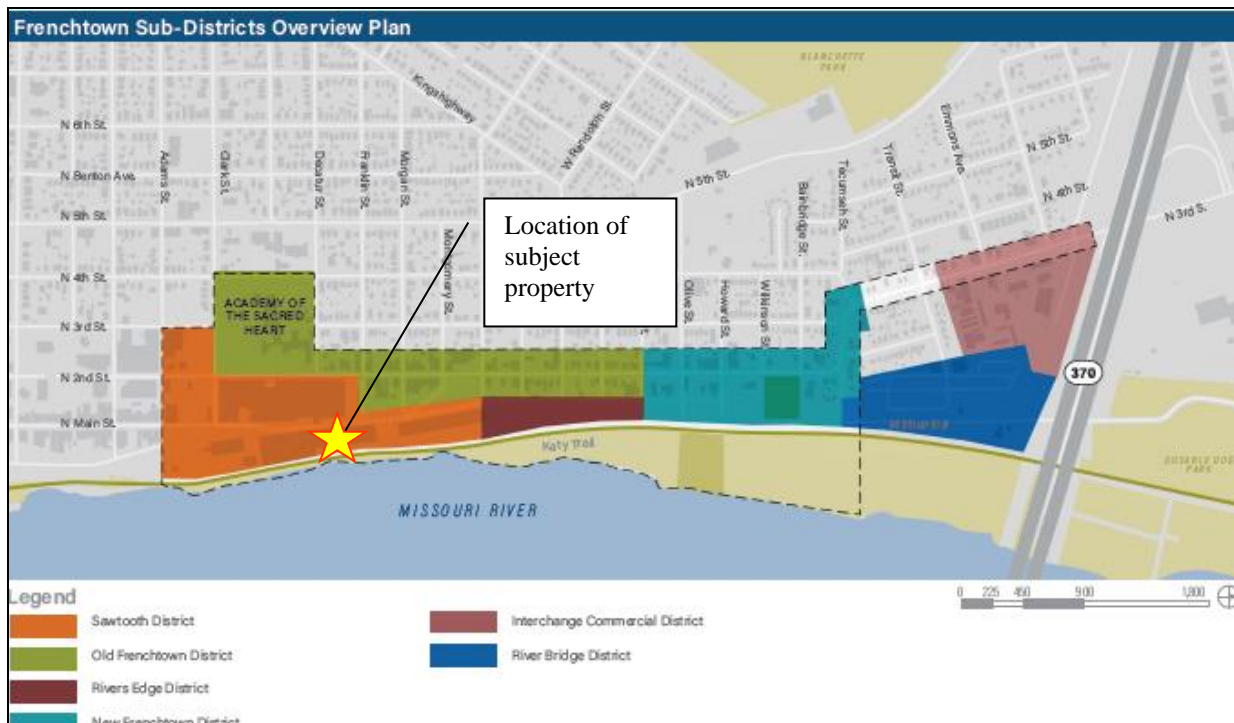 Frenchtown Sub-Districts Overview Plan
BLANCHETTE
PARK
Kingshighway
N 6th St.
W Randolph St
Emmons Ave.
N 5th St.
Adams St.
Clark St.
Decatur St.
Franklin St.
Morgan St.
N Benton Ave.
N 5th St.
Bainbridge St.
Tecumseh St.
Transit St.
N 4th St.
N 3rd S.
N 5th St.
Location of
subject
property
Montgomery St.
N 4th St.
ACADEMY OF
THE SACRED
HEART
Olive St.
Howard St.
Wilkinson St.
N 3rd St.
N 2nd St.
370
N Main St.
Katy Trail
MISSOURI RIVER
Legend
0 225 450 900 1,800
Sawtooth District
Interchange Commercial District
Old Frenchtown District
River Bridge District
Rivers Edge District
New Frenchtown District